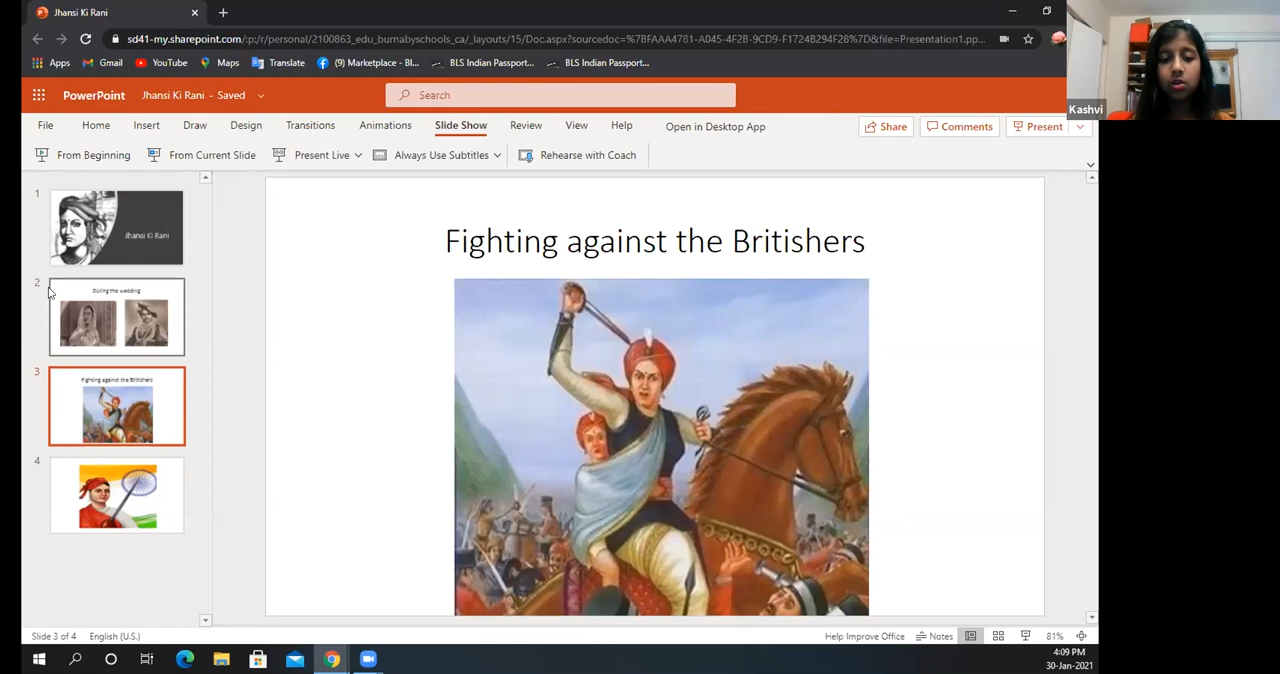 Jhansi Ki Rani
sd41-my.sharepoint.com/:p:/r/personal/2100863_edu_burnabyschools_ca/_layouts/15/Doc.aspx?sourcedoc=%7BFAAA4781-A045-4F2B-9CD9-F1724B294F28%7D&file=Presentation1.pp...
Apps Gmail YouTube Maps Translate (9) Marketplace - Bl... BLS Indian Passport... BLS Indian Passport...
Kashvi
PowerPoint Jhansi Ki Rani - Saved Search
File Home Insert Draw Design Transitions Animations Slide Show Review View Help Open in Desktop App Share Comments Present
From Beginning From Current Slide Present Live Always Use Subtitles Rehearse with Coach
1
Jhansi Ki Rani
2
During the wedding
3
Fighting against the Britishers
4
Fighting against the Britishers
Slide 3 of 4 English (U.S.) Help Improve Office Notes 81%
4:09 PM
30-Jan-2021